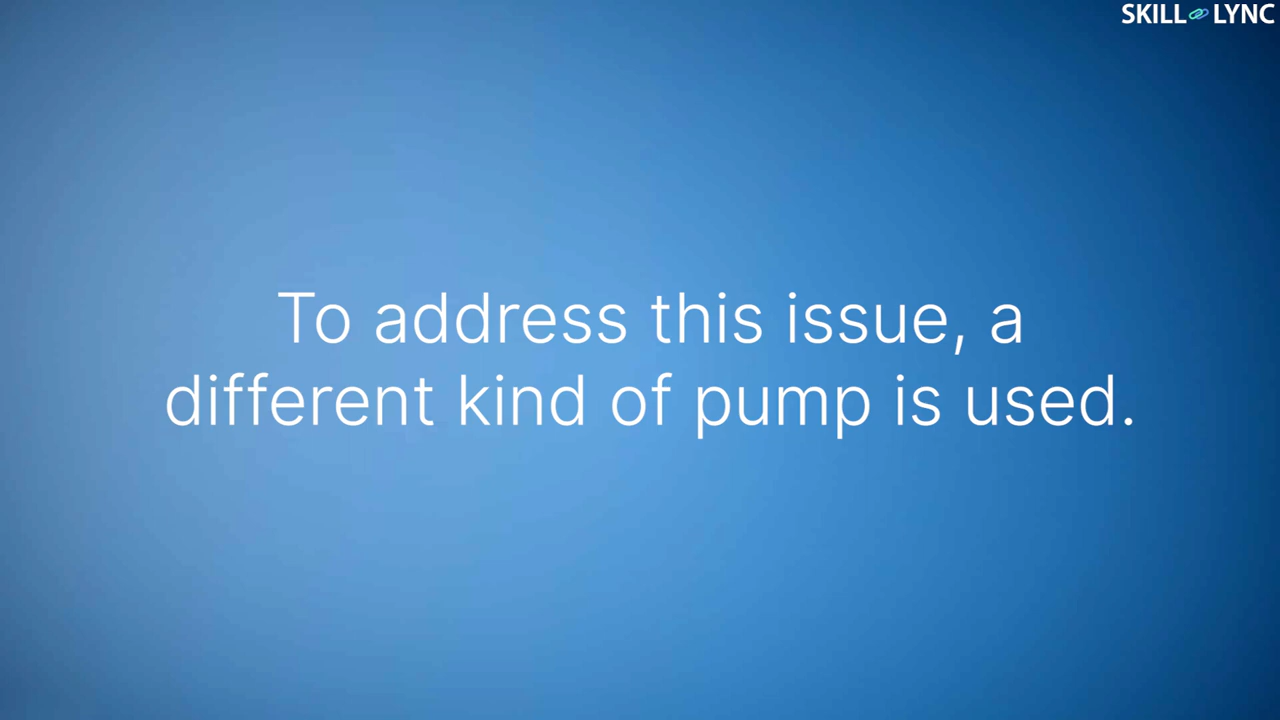 SKILL LYNC
To address this issue, a
different kind of pump is used.